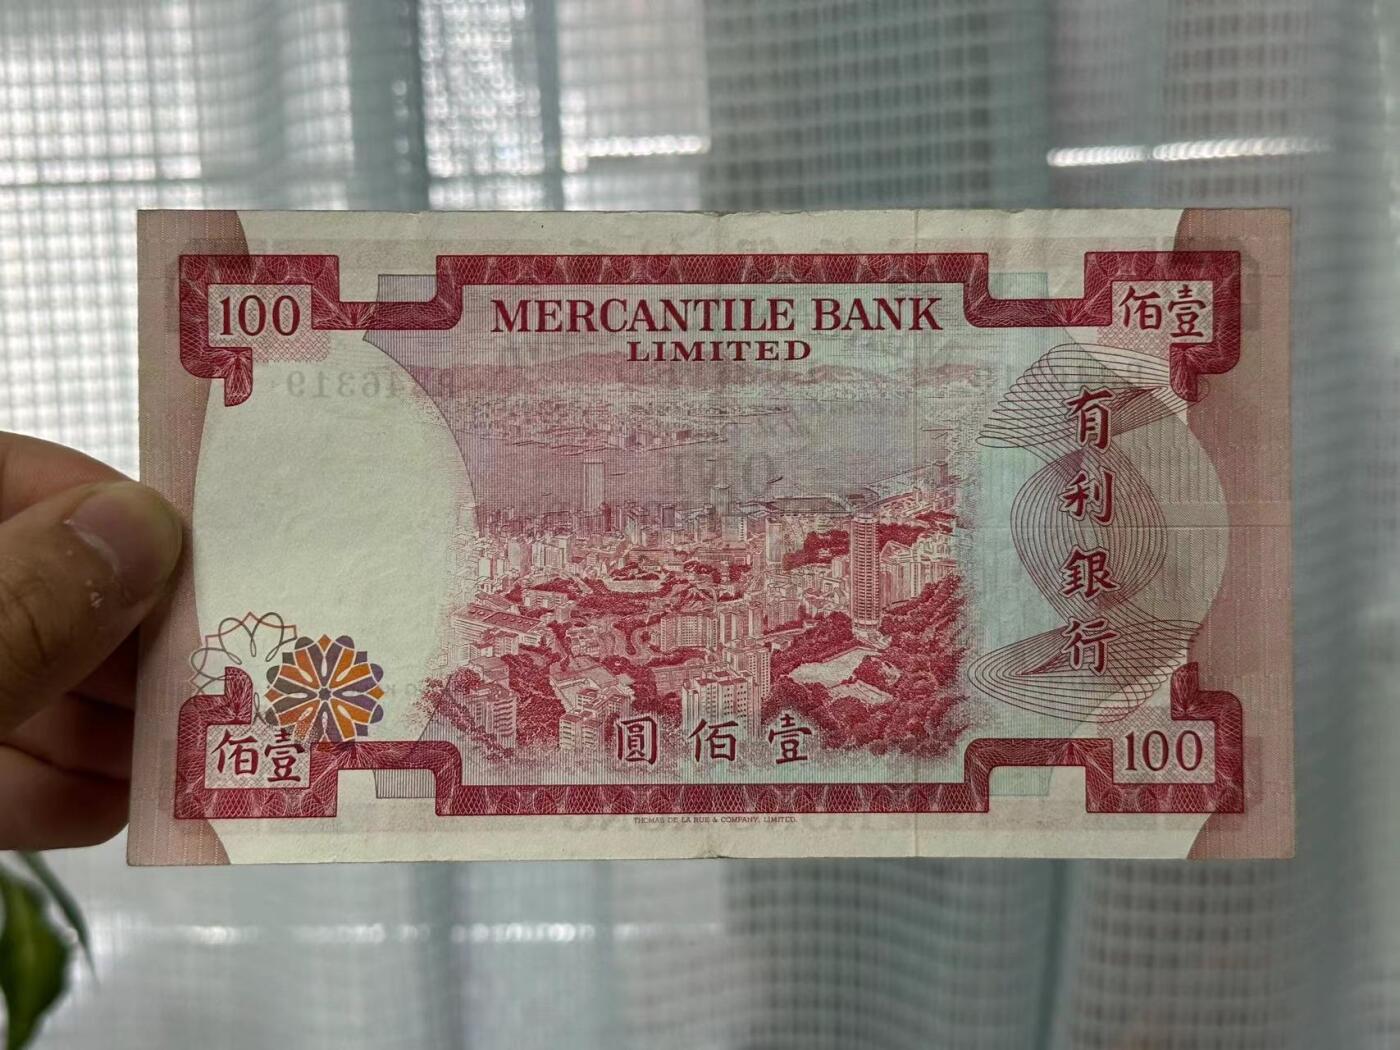 100
MERCANTILE BANK
LIMITED
佰壹
46319
有利銀行
佰壹
圓佰壹
100
THOMAS DE LA RUE & COMPANY, LIMITED.